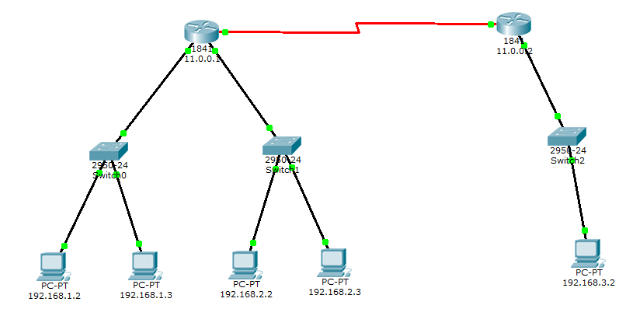 1841
11.0.0.1
1841
11.0.0.2
2950-24
Switch0
2950-24
Switch1
2950-24
Switch2
PC-PT
192.168.1.2
PC-PT
192.168.1.3
PC-PT
192.168.2.2
PC-PT
192.168.2.3
PC-PT
192.168.3.2